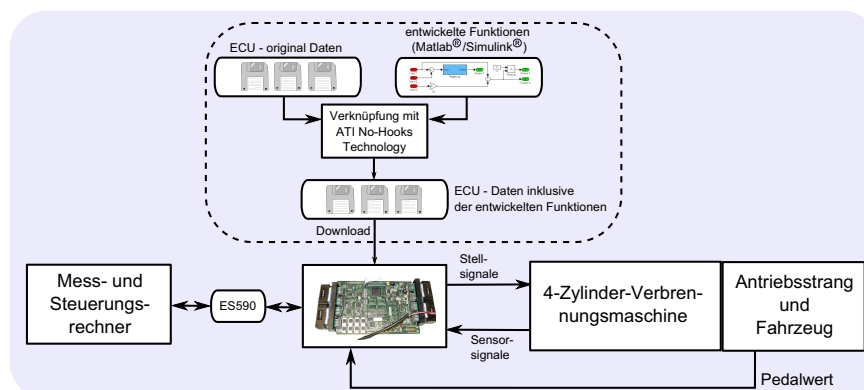 ECU - original Daten
entwickelte Funktionen
(Matlab®/Simulink®)
Verknüpfung mit
ATI No-Hooks
Technology
ECU - Daten inklusive
der entwickelten Funktionen
Download
Mess- und
Steuerungs-
rechner
ES590
Stell-
signale
Sensor-
signale
4-Zylinder-Verbren-
nungsmaschine
Antriebsstrang
und
Fahrzeug
Pedalwert